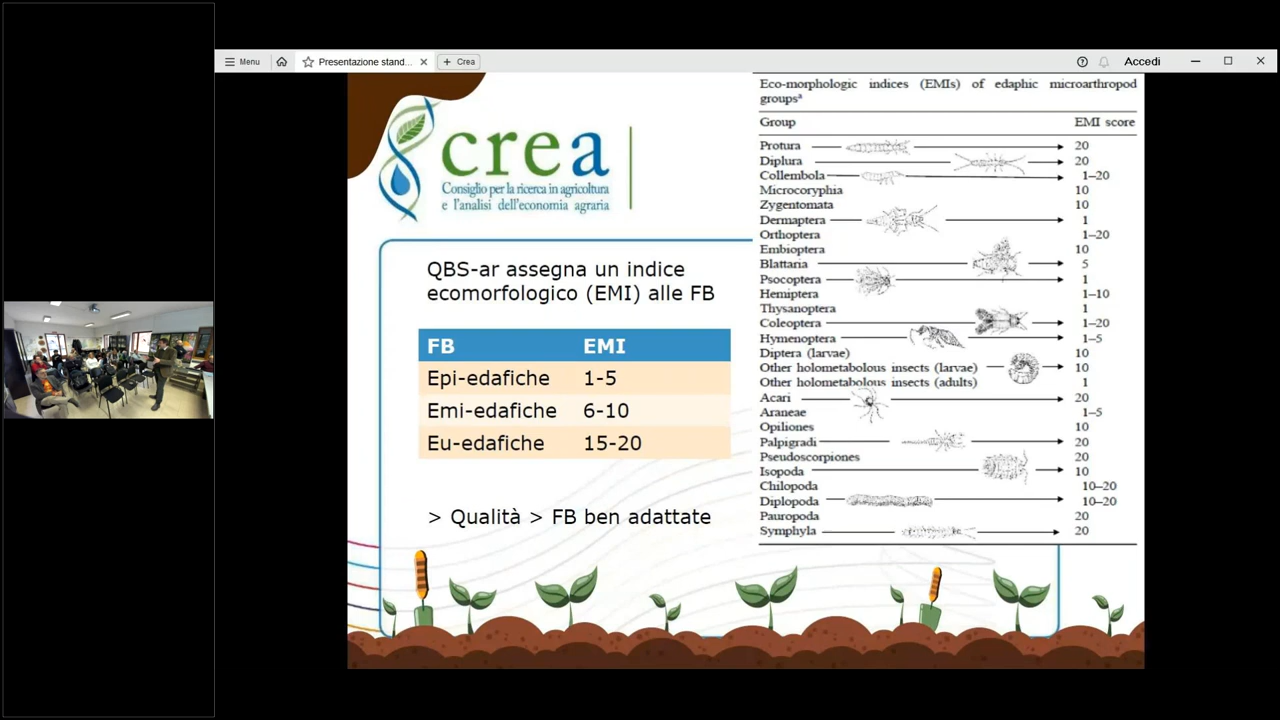 Menu
Presentazione stand...
Crea
Accedi
crea
Consiglio per la ricerca in agricoltura
e l'analisi dell'economia agraria
QBS-ar assegna un indice
ecomorfologico (EMI) alle FB
FB EMI
Epi-edafiche 1-5
Emi-edafiche 6-10
Eu-edafiche 15-20
> Qualità > FB ben adattate
Eco-morphologic indices (EMIs) of edaphic microarthropod
groupsª
Group EMI score
Protura 20
Diplura 20
Collembola 1–20
Microcoryphia 10
Zygentomata 10
Dermaptera 1
Orthoptera 1–20
Embioptera 10
Blattaria 5
Psocoptera 1
Hemiptera 1–10
Thysanoptera 1
Coleoptera 1–20
Hymenoptera 1–5
Diptera (larvae) 10
Other holometabolous insects (larvae) 10
Other holometabolous insects (adults) 1
Acari 20
Araneae 1–5
Opiliones 10
Palpigradi 20
Pseudoscorpiones 20
Isopoda 10
Chilopoda 10–20
Diplopoda 10–20
Pauropoda 20
Symphyla 20